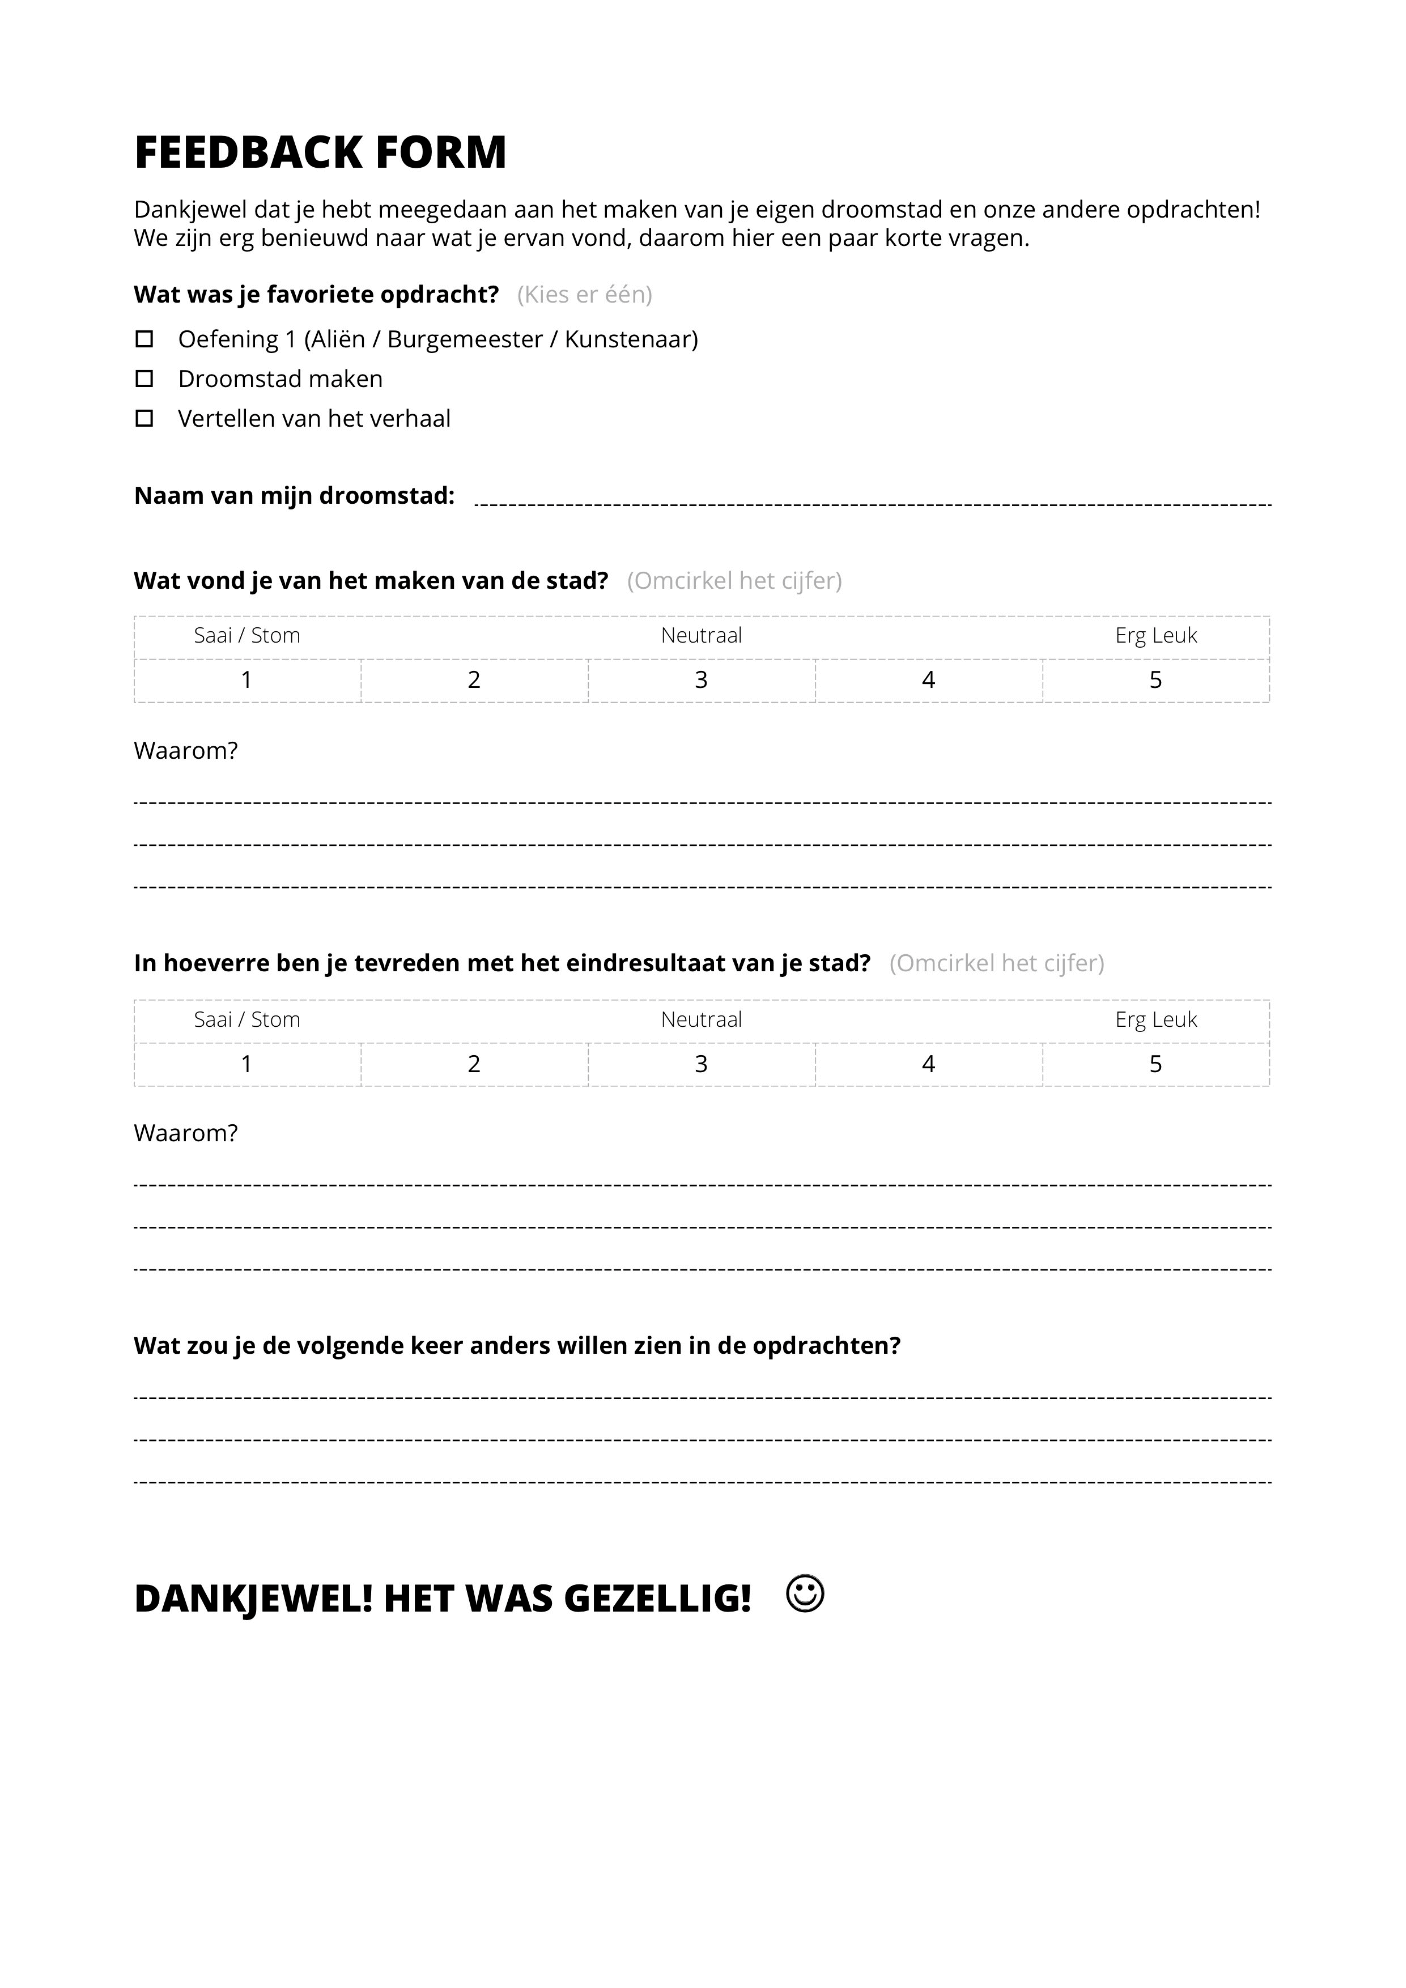 FEEDBACK FORM
Dankjewel dat je hebt meegedaan aan het maken van je eigen droomstad en onze andere opdrachten!
We zijn erg benieuwd naar wat je ervan vond, daarom hier een paar korte vragen.
Wat was je favoriete opdracht? (Kies er één)
Oefening 1 (Aliën / Burgemeester / Kunstenaar)
Droomstad maken
Vertellen van het verhaal
Naam van mijn droomstad:
Wat vond je van het maken van de stad? (Omcirkel het cijfer)
Saai / Stom Neutraal Erg Leuk
1 2 3 4 5
Waarom?
In hoeverre ben je tevreden met het eindresultaat van je stad? (Omcirkel het cijfer)
Saai / Stom Neutraal Erg Leuk
1 2 3 4 5
Waarom?
Wat zou je de volgende keer anders willen zien in de opdrachten?
DANKJEWEL! HET WAS GEZELLIG!